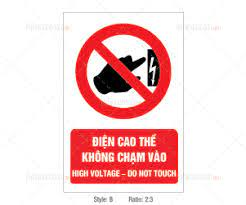 ĐIỆN CAO THẾ
KHÔNG CHẠM VÀO
HIGH VOLTAGE – DO NOT TOUCH
Style: B Ratio: 2:3